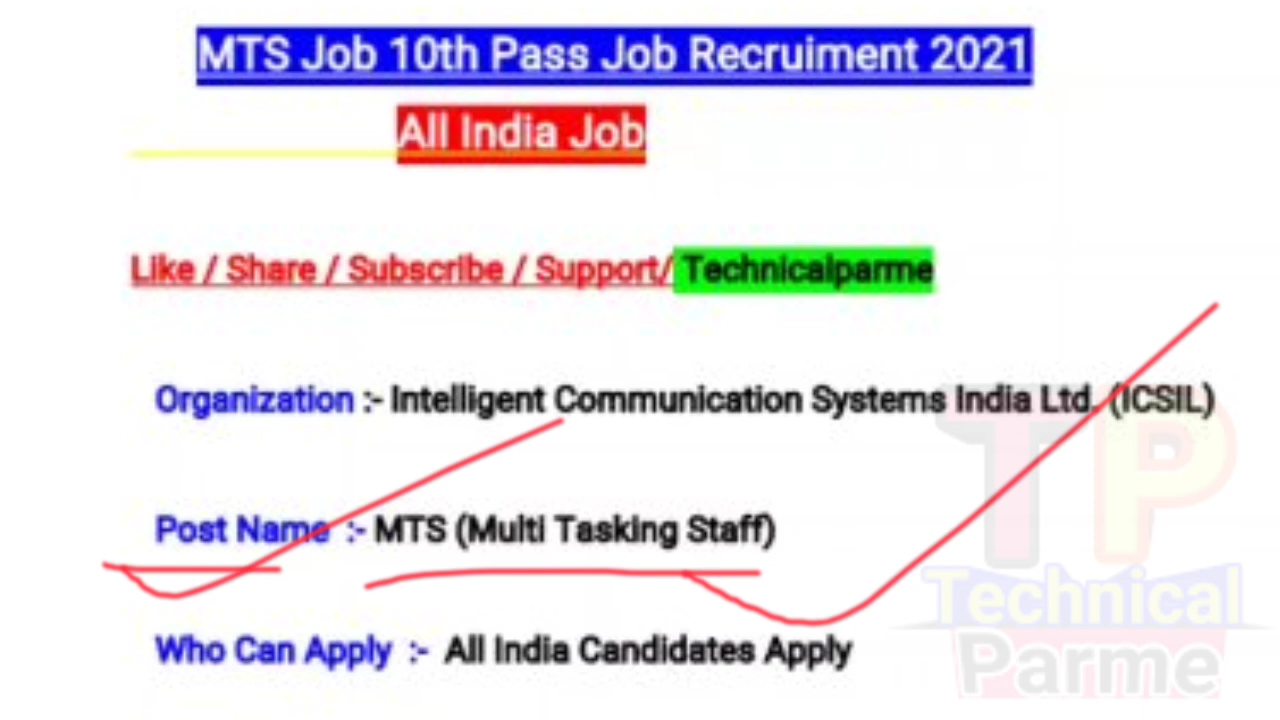 MTS Job 10th Pass Job Recruiment 2021
All India Job
Like / Share / Subscribe / Support/ Technicalparme
Organization :- Intelligent Communication Systems India Ltd. (ICSIL)
Post Name :- MTS (Multi Tasking Staff)
Who Can Apply :- All India Candidates Apply
TP
Technical
Parme